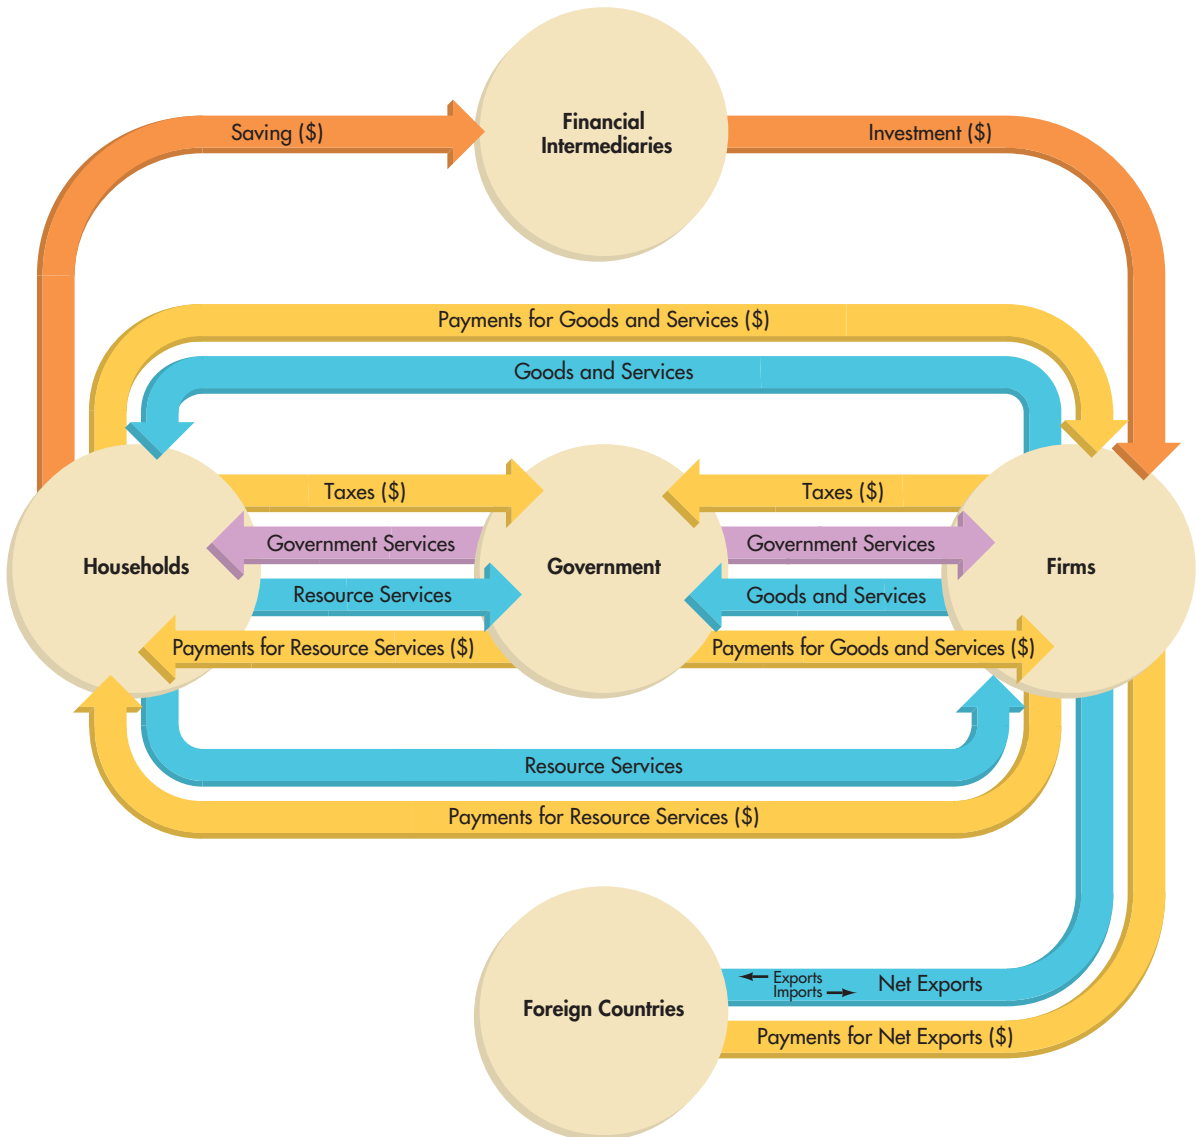 Financial
Intermediaries
Saving ($)
Investment ($)
Payments for Goods and Services ($)
Goods and Services
Taxes ($)
Taxes ($)
Government Services
Government Services
Households
Government
Firms
Resource Services
Goods and Services
Payments for Resource Services ($)
Payments for Goods and Services ($)
Resource Services
Payments for Resource Services ($)
Exports
Imports
Net Exports
Foreign Countries
Payments for Net Exports ($)